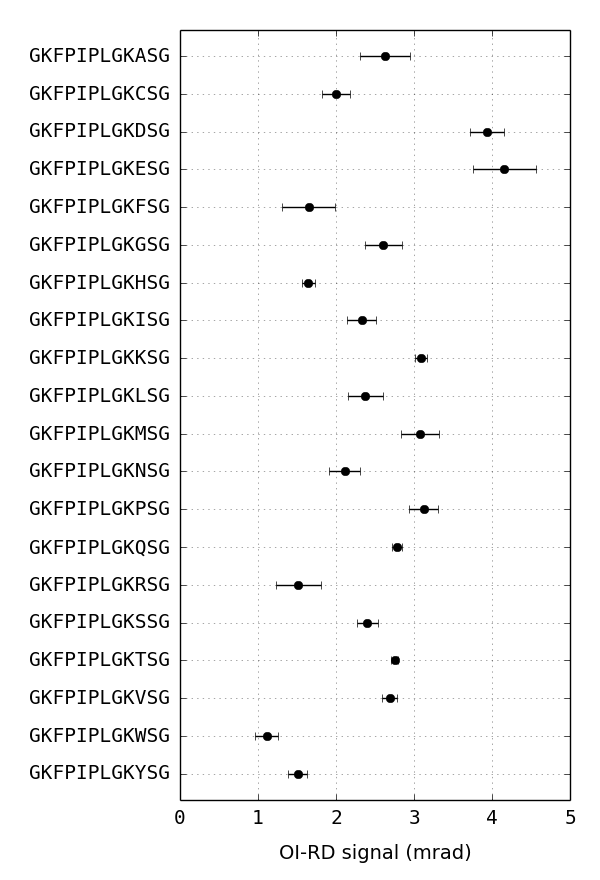 GKFPIPLGKASG
GKFPIPLGKCSG
GKFPIPLGKDSG
GKFPIPLGKESG
GKFPIPLGKFSG
GKFPIPLGKGSG
GKFPIPLGKHSG
GKFPIPLGKISG
GKFPIPLGKKSG
GKFPIPLGKLSG
GKFPIPLGKMSG
GKFPIPLGKNSG
GKFPIPLGKPSG
GKFPIPLGKQSG
GKFPIPLGKRSG
GKFPIPLGKSSG
GKFPIPLGKTSG
GKFPIPLGKVSG
GKFPIPLGKWSG
GKFPIPLGKYSG
0 1 2 3 4 5
OI-RD signal (mrad)